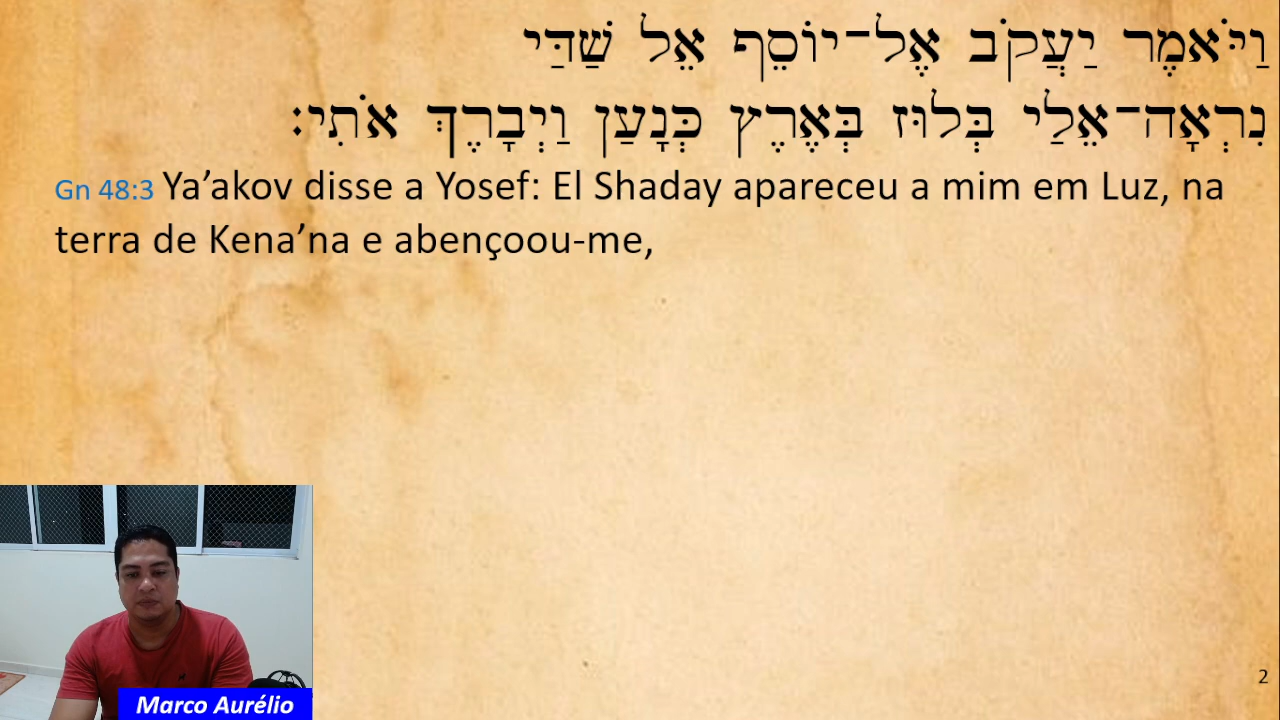 וַיֹּאמֶר יַעֲקֹב אֶל־יוֹסֵף אֵל שַׁדַּי
נִרְאָה־אֵלַי בְּלוּז בְּאֶרֶץ כְּנָעַן וַיְבָרֶךְ אֹתִי׃
Gn 48:3 Ya’akov disse a Yosef: El Shaday apareceu a mim em Luz, na
terra de Kena’na e abençoou-me,
Marco Aurélio
2